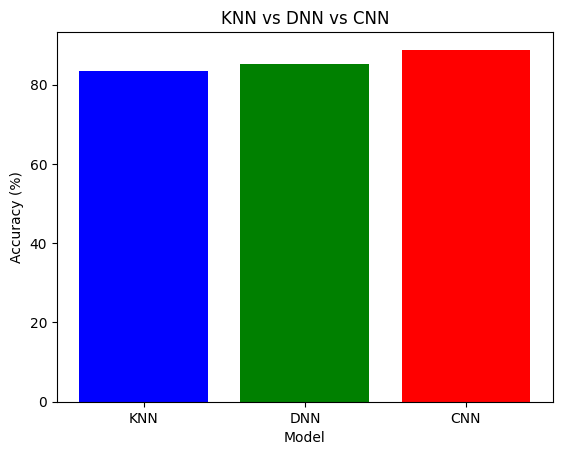 KNN vs DNN vs CNN
Accuracy (%)
80
60
40
20
0
KNN DNN CNN
Model